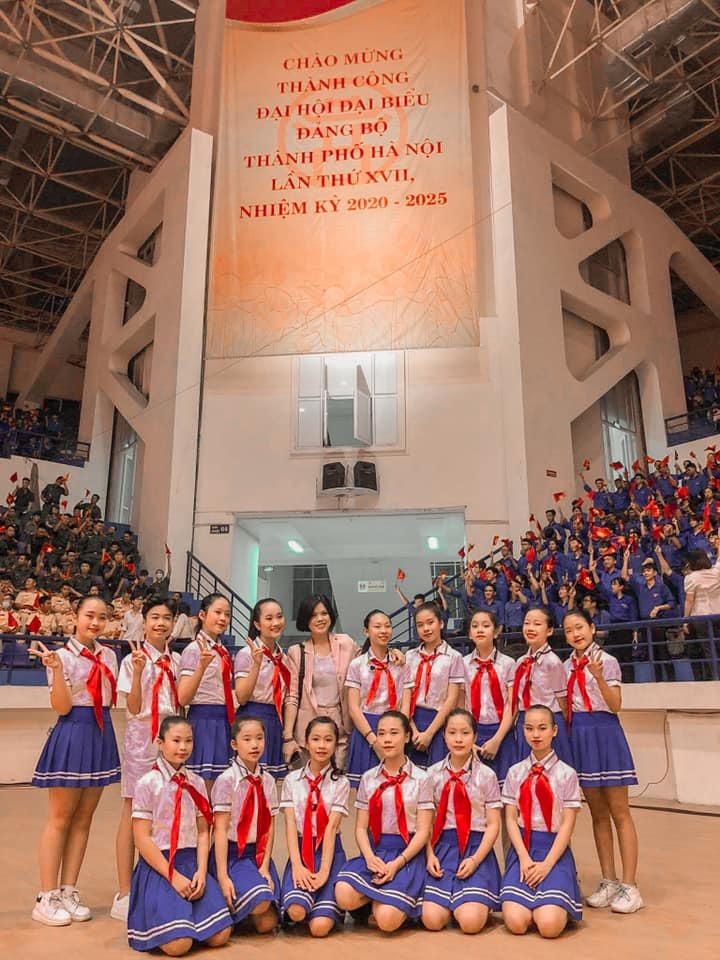 CHÀO MỪNG
THÀNH CÔNG
ĐẠI HỘI ĐẠI BIỂU
ĐẢNG BỘ
THÀNH PHỐ HÀ NỘI
LẦN THỨ XVII,
NHIỆM KỲ 2020 - 2025